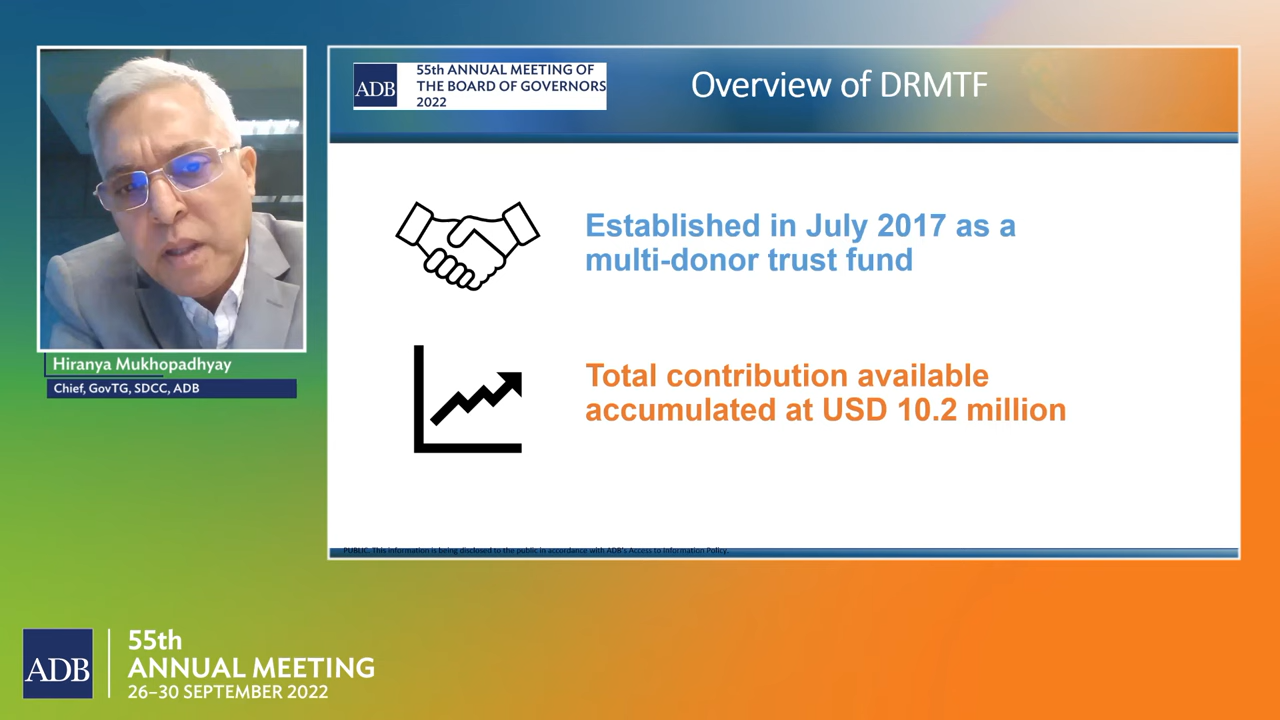 ADB
55th ANNUAL MEETING OF
THE BOARD OF GOVERNORS
2022
Overview of DRMTF
Established in July 2017 as a
multi-donor trust fund
Total contribution available
accumulated at USD 10.2 million
PUBLIC. This information is being disclosed to the public in accordance with ADB's Access to Information Policy.
Hiranya Mukhopadhyay
Chief, GovTG, SDCC, ADB
ADB
55th
ANNUAL MEETING
26–30 SEPTEMBER 2022